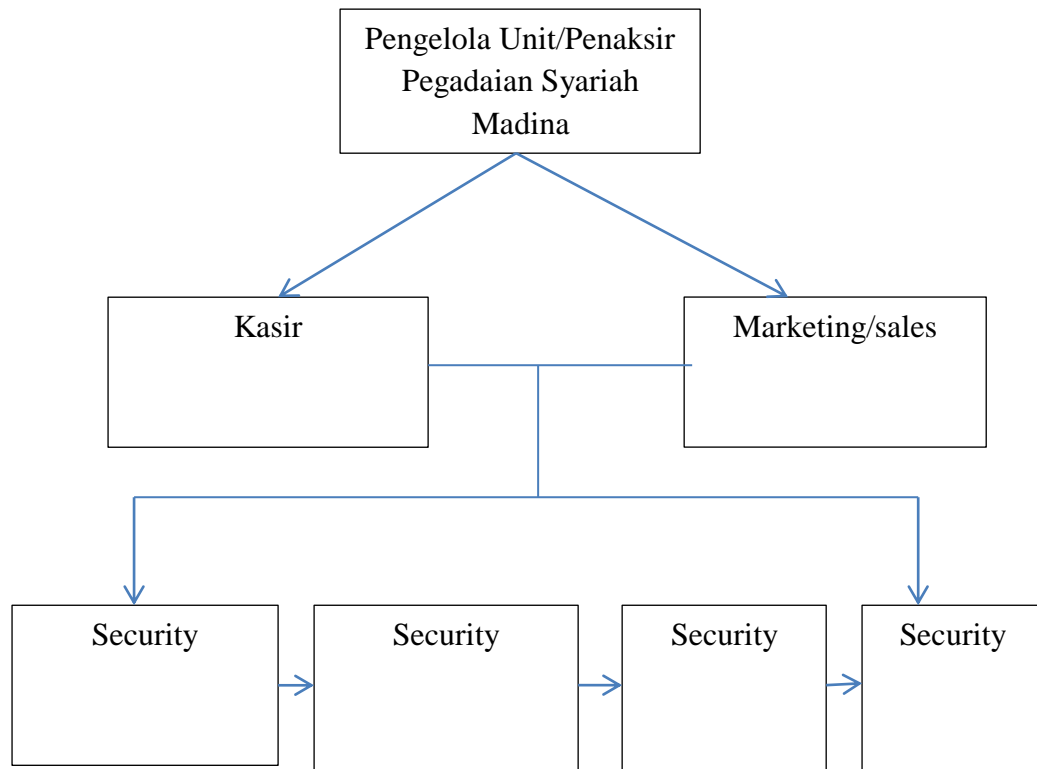 Pengelola Unit/Penaksir
Pegadaian Syariah
Madina
Kasir
Marketing/sales
Security
Security
Security
Security